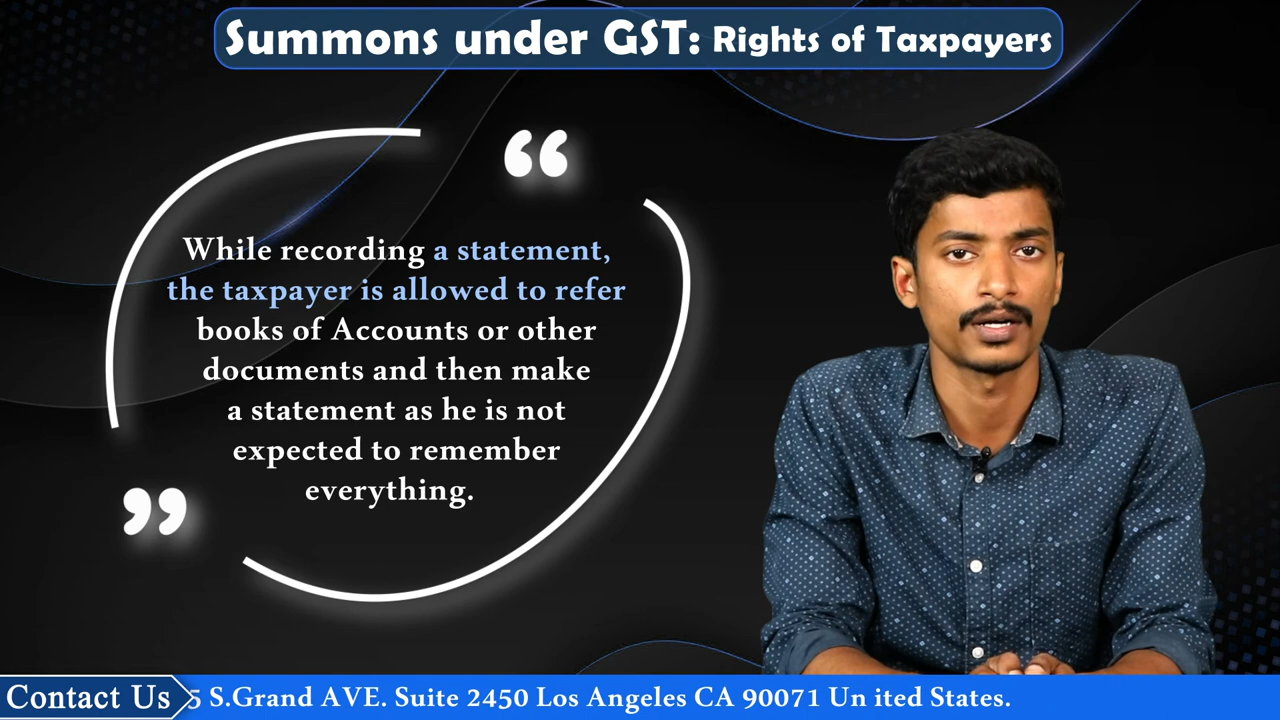 Summons under GST: Rights of Taxpayers
While recording a statement,
the taxpayer is allowed to refer
books of Accounts or other
documents and then make
a statement as he is not
expected to remember
everything.
Contact Us
5 S.Grand AVE. Suite 2450 Los Angeles CA 90071 Un ited States.